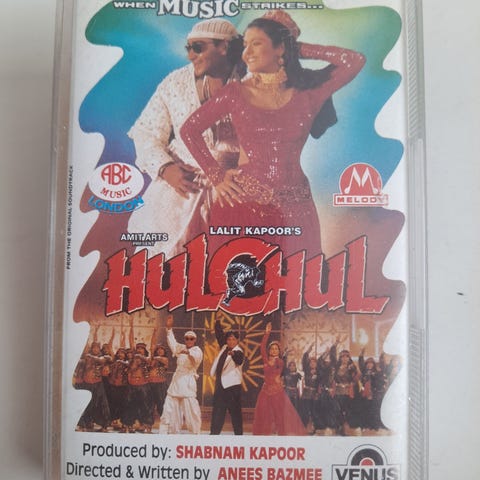 WHEN MUSIC STRIKES...
ABC
MUSIC
LONDON
M
MELODY
FROM THE ORIGINAL SOUNDTRACK
AMIT ARTS
PRESENT
LALIT KAPOOR'S
HULCHUL
Produced by: SHABNAM KAPOOR
Directed & Written by ANEES BAZMEE
VENUS